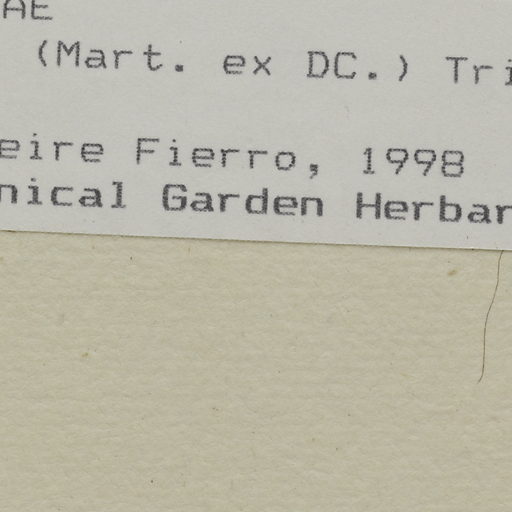 AE
(Mart. ex DC.) Tri
eire Fierro, 1998
nical Garden Herbar